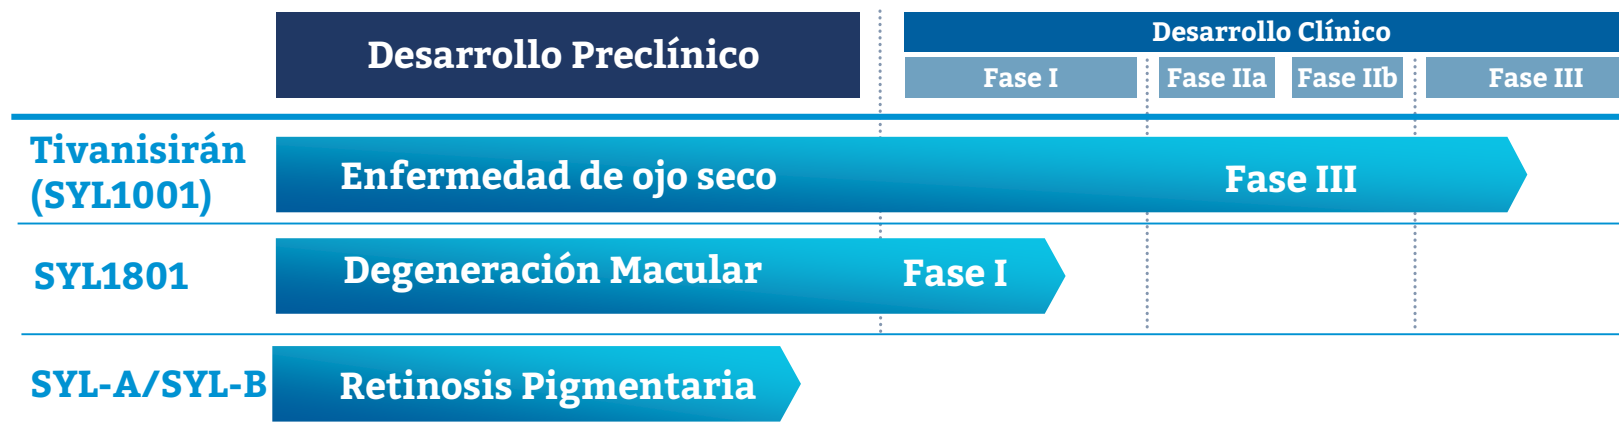 Desarrollo Preclínico
Desarrollo Clínico
Fase I
Fase IIa
Fase IIb
Fase III
Tivanisirán
(SYL1001)
Enfermedad de ojo seco
Fase III
SYL1801
Degeneración Macular
Fase I
SYL-A/SYL-B
Retinosis Pigmentaria